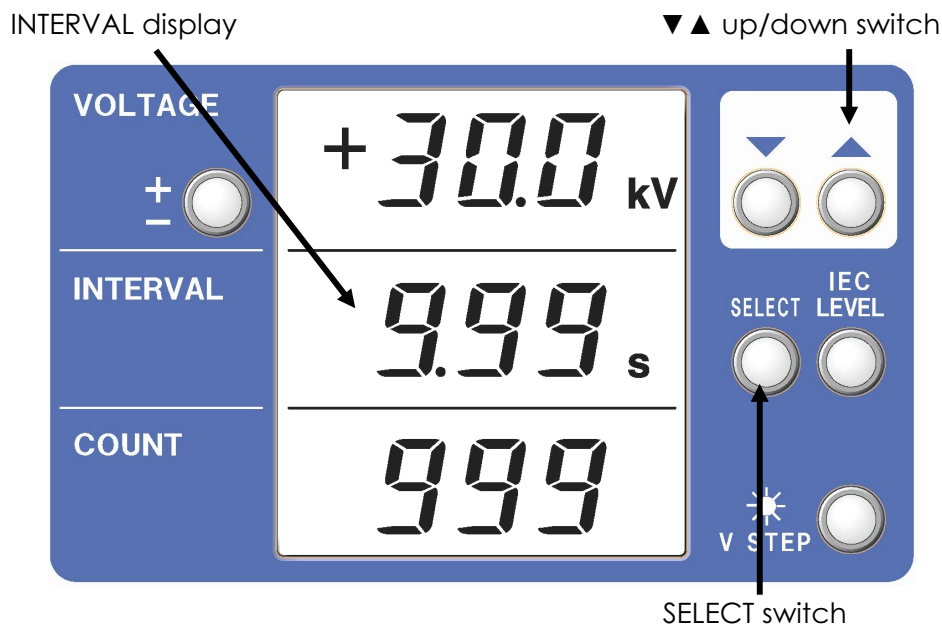 INTERVAL display
▼▲ up/down switch
VOLTAGE
+
−
+30.0 kV
▼ ▲
INTERVAL
9.99 s
SELECT
IEC
LEVEL
COUNT
999
V STEP
SELECT switch